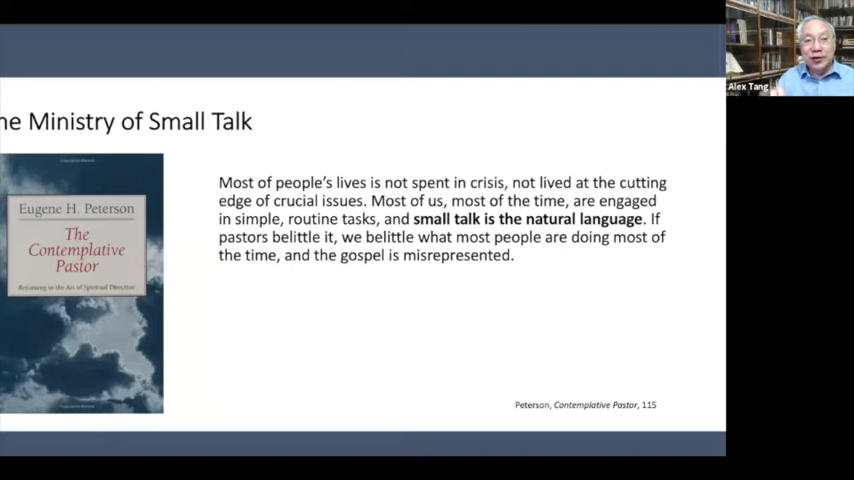 Alex Tang
he Ministry of Small Talk
Eugene H. Peterson
The
Contemplative
Pastor
Returning to the Art of Spiritual Direction
Most of people's lives is not spent in crisis, not lived at the cutting
edge of crucial issues. Most of us, most of the time, are engaged
in simple, routine tasks, and small talk is the natural language. If
pastors belittle it, we belittle what most people are doing most of
the time, and the gospel is misrepresented.
Peterson, Contemplative Pastor, 115